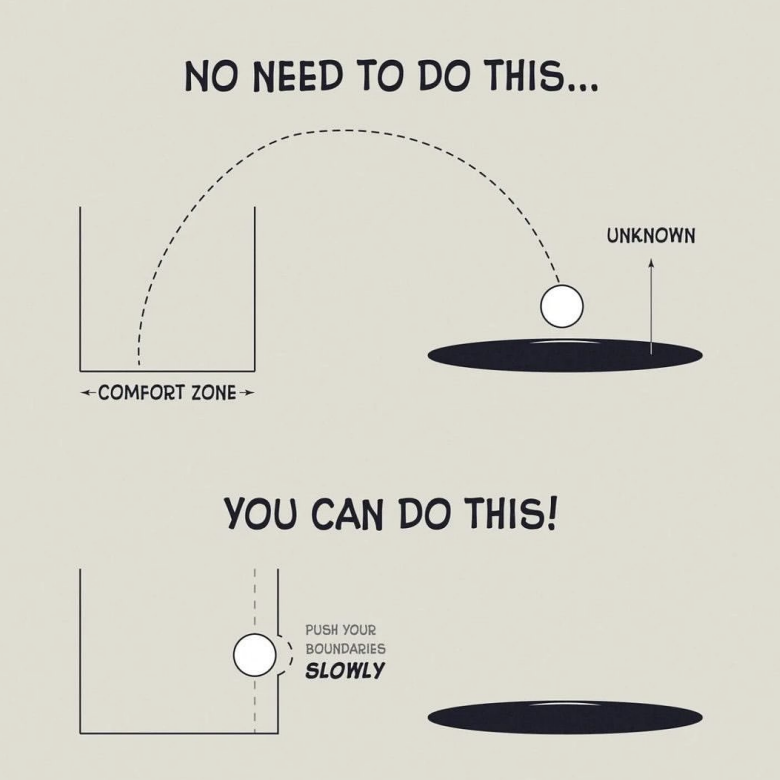 NO NEED TO DO THIS...
UNKNOWN
COMFORT ZONE
YOU CAN DO THIS!
PUSH YOUR
BOUNDARIES
SLOWLY